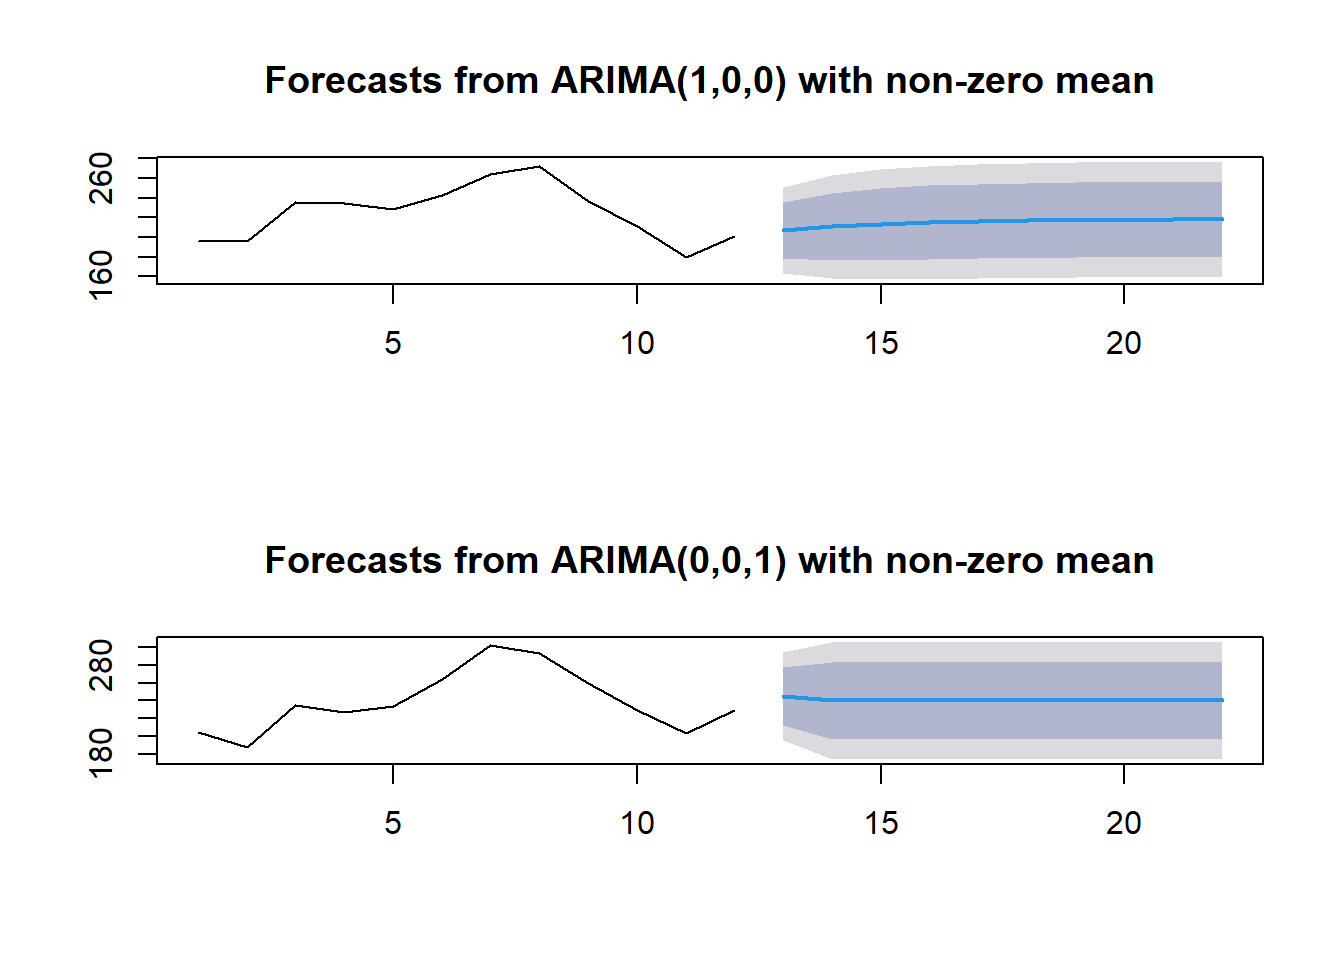 Forecasts from ARIMA(1,0,0) with non-zero mean
260
160
5 10 15 20
Forecasts from ARIMA(0,0,1) with non-zero mean
280
180
5 10 15 20